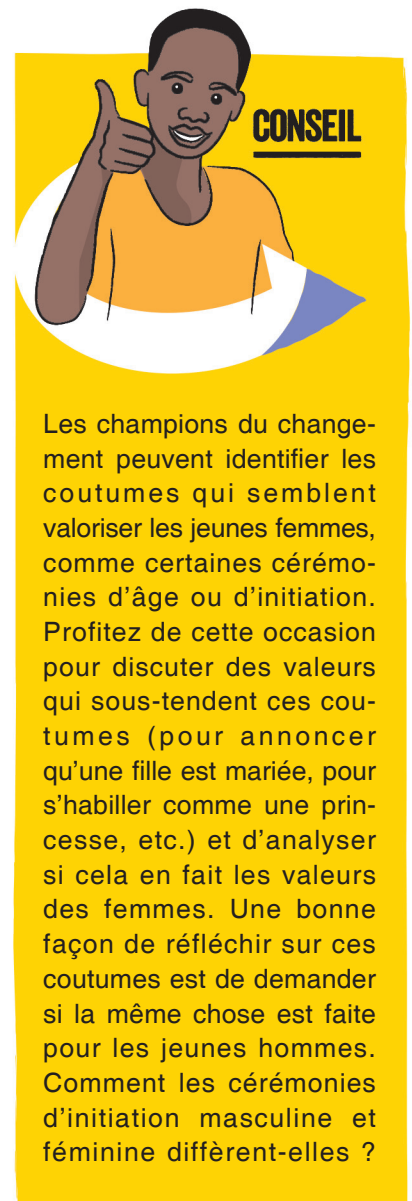 CONSEIL
Les champions du change-
ment peuvent identifier les
coutumes qui semblent
valoriser les jeunes femmes,
comme certaines cérémo-
nies d'âge ou d'initiation.
Profitez de cette occasion
pour discuter des valeurs
qui sous-tendent ces cou-
tumes (pour annoncer
qu'une fille est mariée, pour
s'habiller comme une prin-
cesse, etc.) et d'analyser
si cela en fait les valeurs
des femmes. Une bonne
façon de réfléchir sur ces
coutumes est de demander
si la même chose est faite
pour les jeunes hommes.
Comment les cérémonies
d'initiation masculine et
féminine diffèrent-elles ?